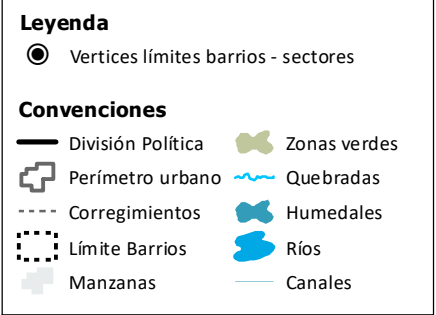 Leyenda
Vertices límites barrios - sectores
Convenciones
División Política
Zonas verdes
Perímetro urbano
Quebradas
Corregimientos
Humedales
Límite Barrios
Ríos
Manzanas
Canales